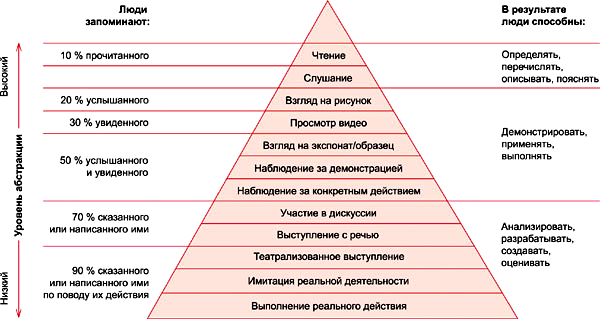 Люди
запоминают:
В результате
люди способны:
Высокий
Уровень абстракции
Низкий
10 % прочитанного
20 % услышанного
30 % увиденного
50 % услышанного
и увиденного
70 % сказанного
или написанного ими
90 % сказанного
или написанного ими
по поводу их действия
Чтение
Слушание
Взгляд на рисунок
Просмотр видео
Взгляд на экспонат/образец
Наблюдение за демонстрацией
Наблюдение за конкретным действием
Участие в дискуссии
Выступление с речью
Театрализованное выступление
Имитация реальной деятельности
Выполнение реального действия
Определять,
перечислять,
описывать, пояснять
Демонстрировать,
применять,
выполнять
Анализировать,
разрабатывать,
создавать,
оценивать